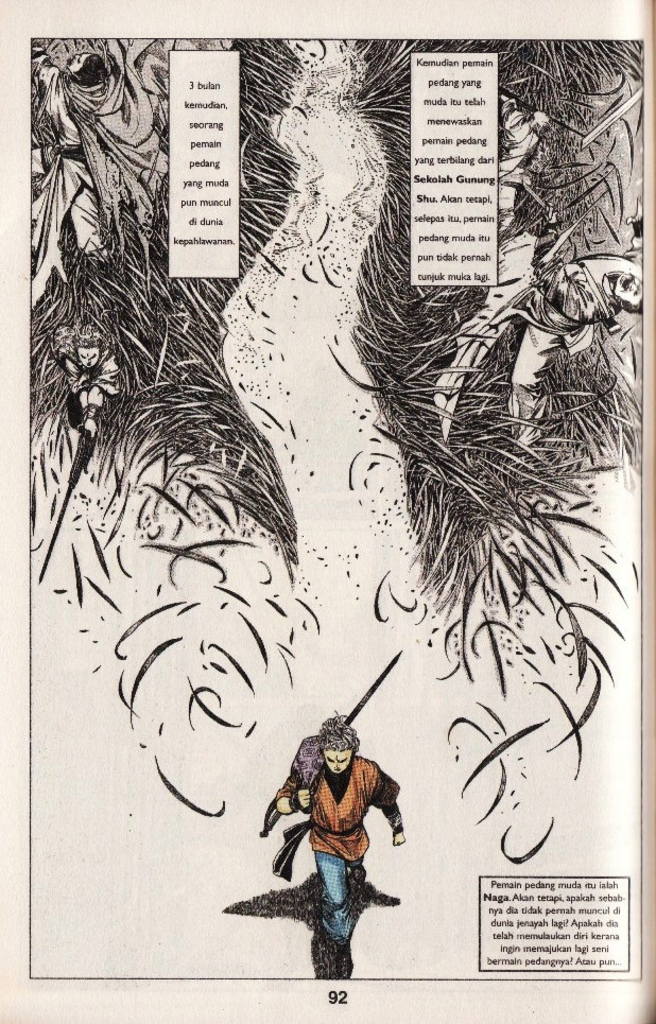 3 bulan
kemudian,
seorang
pemain
pedang
yang muda
pun muncul
di dunia
kepahlawanan.
Kemudian pemain
pedang yang
muda itu telah
menewaskan
pemain pedang
yang terbilang dari
Sekolah Gunung
Shu. Akan tetapi,
selepas itu, pemain
pedang muda itu
pun tidak pernah
tunjuk muka lagi.
Pemain pedang muda itu ialah
Naga. Akan tetapi, apakah sebab-
nya dia tidak pernah muncul di
dunia jenayah lagi? Apakah dia
telah memulaukan diri kerana
ingin memajukan lagi seni
bermain pedangnya? Atau pun...
92